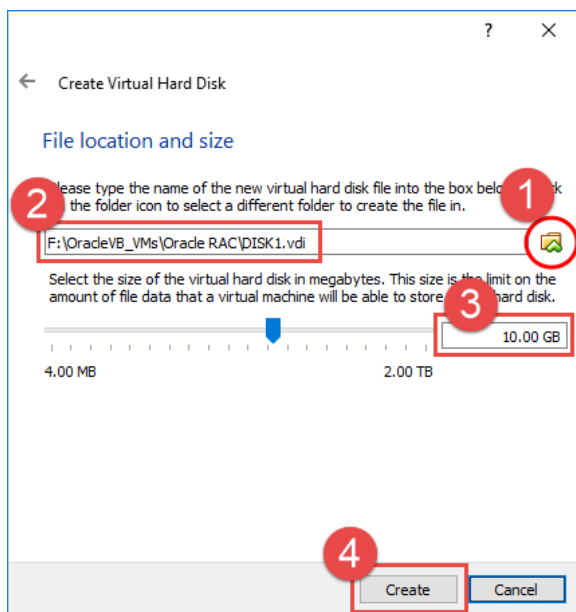 ?
Create Virtual Hard Disk
File location and size
1
lease type the name of the new virtual hard disk file into the box
2
the folder icon to select a different folder to create the file in.
F:\OracleVB_VMs\Oracle RAC\DISK1.vdi
Select the size of the virtual hard disk in megabytes. This size is the limit on the
amount of file data that a virtual machine will be able to store hard disk.
3
10.00 GB
4.00 MB 2.00 TB
4
Create Cancel